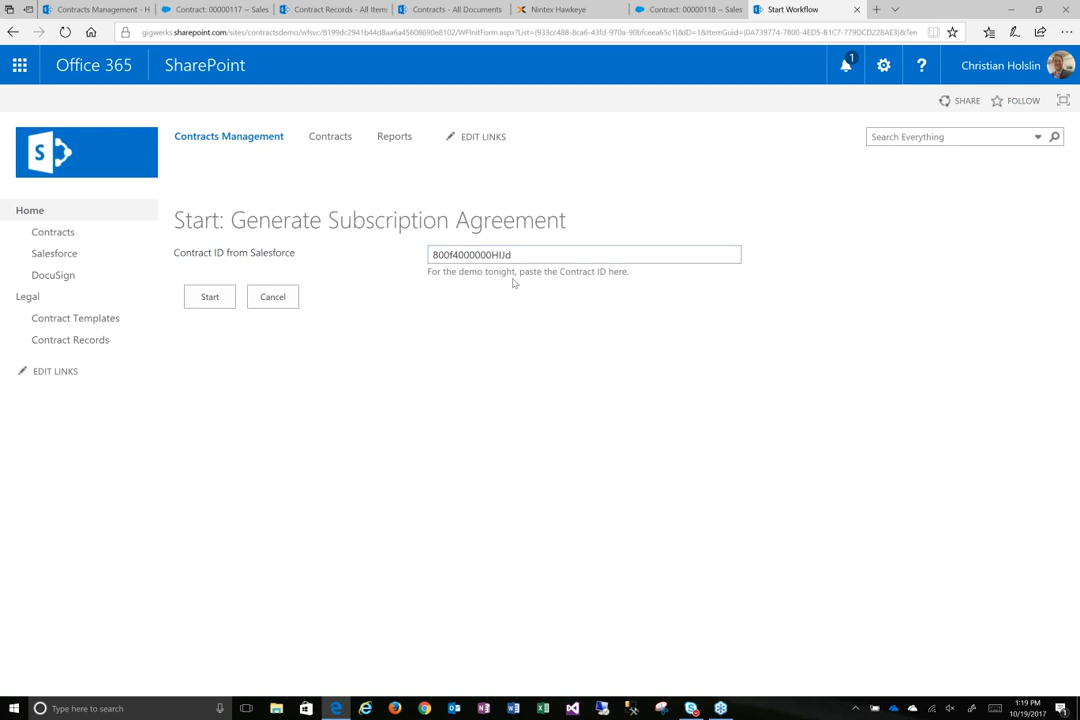 Contracts Management - H
Contract: 00000117 ~ Sales
Contract Records - All Item
Contracts - All Documents
Nintex Hawkeye
Contract: 00000118 ~ Sales
Start Workflow
Office 365
SharePoint
1
?
Christian Holslin
SHARE
FOLLOW
S
Contracts Management
Contracts
Reports
EDIT LINKS
Search Everything
Home
Contracts
Salesforce
DocuSign
Legal
Contract Templates
Contract Records
EDIT LINKS
Start: Generate Subscription Agreement
Contract ID from Salesforce
800f4000000HIJd
For the demo tonight, paste the Contract ID here.
Start
Cancel
Type here to search
1:19 PM
10/19/2017